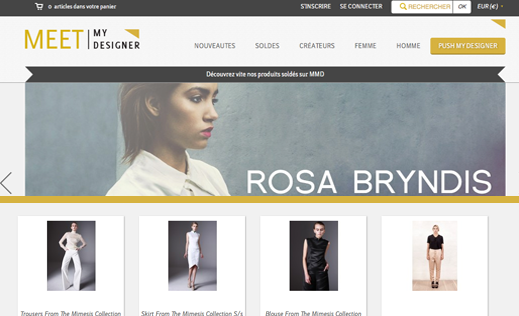 0 articles dans votre panier
S'INSCRIRE
SE CONNECTER
RECHERCHER
OK
EUR (€)
MEET MY DESIGNER
NOUVEAUTES
SOLDES
CRÉATEURS
FEMME
HOMME
PUSH MY DESIGNER
Découvrez vite nos produits soldés sur MMD
ROSA BRYNDIS
Trousers From The Mimesis Collection
Skirt From The Mimesis Collection S/s
Blouse From The Mimesis Collection